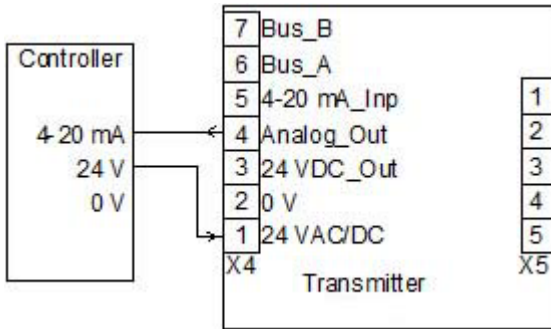 Controller
4-20 mA
24 V
0 V
7 Bus_B
6 Bus_A
5 4-20 mA_Inp
4 Analog_Out
3 24 VDC_Out
2 0 V
1 24 VAC/DC
X4
Transmitter
1
2
3
4
5
X5